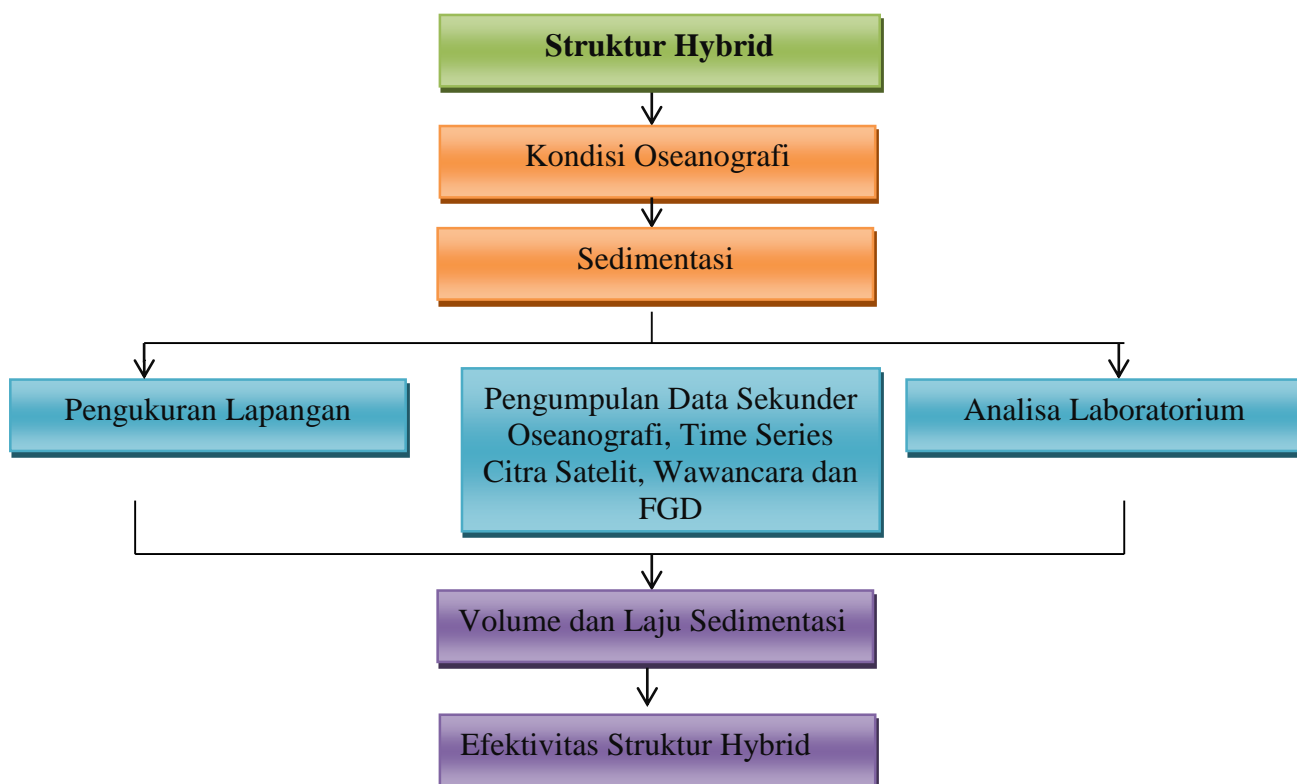 Struktur Hybrid
Kondisi Oseanografi
Sedimentasi
Pengukuran Lapangan
Pengumpulan Data Sekunder
Oseanografi, Time Series
Citra Satelit, Wawancara dan
FGD
Analisa Laboratorium
Volume dan Laju Sedimentasi
Efektivitas Struktur Hybrid